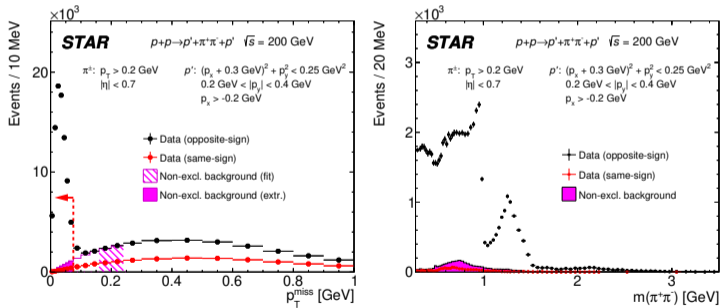 ×10³
STAR p+p→p'+π⁺π⁻+p' √s = 200 GeV
π±: p_T > 0.2 GeV p': (p_x + 0.3 GeV)² + p_y² < 0.25 GeV²
|η| < 0.7 0.2 GeV < |p_y| < 0.4 GeV
p_x > -0.2 GeV
Data (opposite-sign)
Data (same-sign)
Non-excl. background (fit)
Non-excl. background (extr.)
Events / 10 MeV
20
10
0
0 0.2 0.4 0.6 0.8 1
p_T^miss [GeV]
×10³
STAR p+p→p'+π⁺π⁻+p' √s = 200 GeV
π±: p_T > 0.2 GeV p': (p_x + 0.3 GeV)² + p_y² < 0.25 GeV²
|η| < 0.7 0.2 GeV < |p_y| < 0.4 GeV
p_x > -0.2 GeV
Data (opposite-sign)
Data (same-sign)
Non-excl. background
Events / 20 MeV
3
2
1
0
1 2 3
m(π⁺π⁻) [GeV]